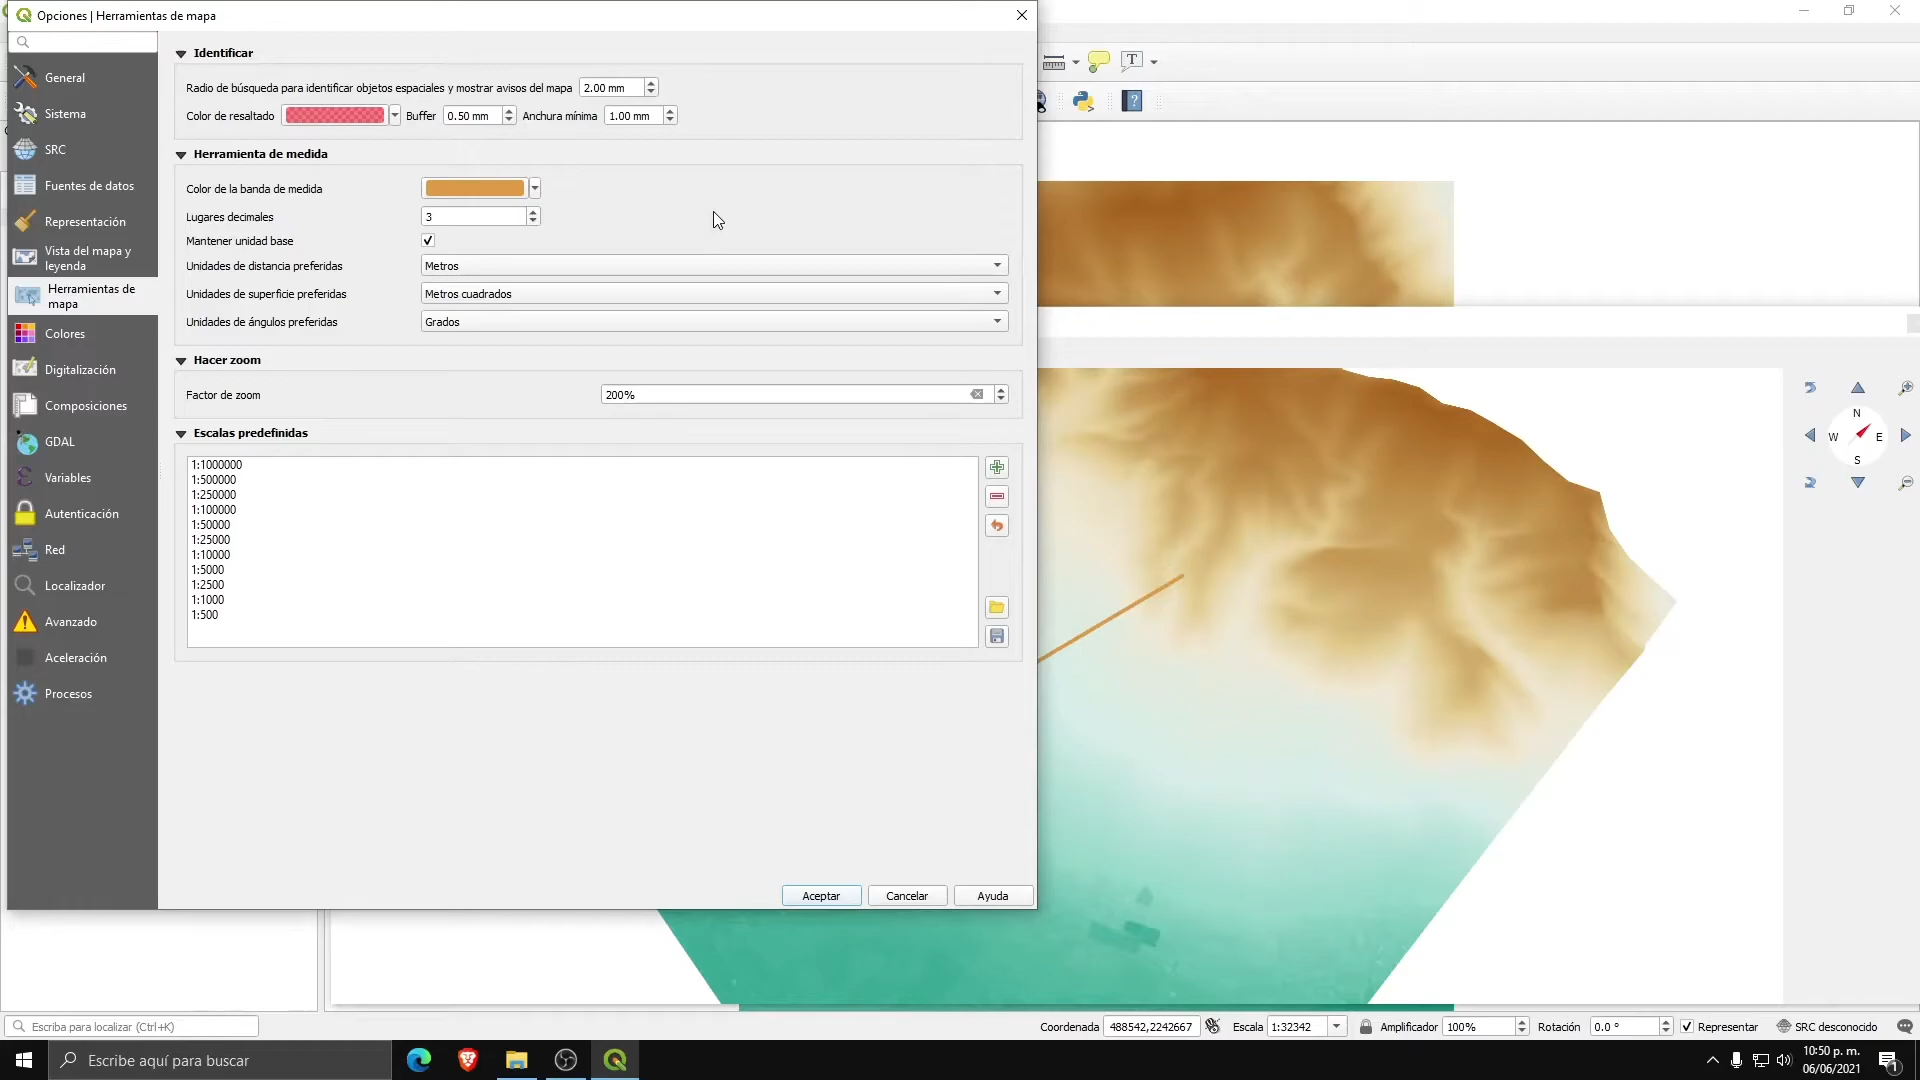 Opciones | Herramientas de mapa
General
Sistema
SRC
Fuentes de datos
Representación
Vista del mapa y
leyenda
Herramientas de
mapa
Colores
Digitalización
Composiciones
GDAL
Variables
Autenticación
Red
Localizador
Avanzado
Aceleración
Procesos
Identificar
Radio de búsqueda para identificar objetos espaciales y mostrar avisos del mapa 2.00 mm
Color de resaltado Buffer 0.50 mm Anchura mínima 1.00 mm
Herramienta de medida
Color de la banda de medida
Lugares decimales 3
Mantener unidad base
Unidades de distancia preferidas Metros
Unidades de superficie preferidas Metros cuadrados
Unidades de ángulos preferidas Grados
Hacer zoom
Factor de zoom 200%
Escalas predefinidas
1:1000000
1:500000
1:250000
1:100000
1:50000
1:25000
1:10000
1:5000
1:2500
1:1000
1:500
Aceptar Cancelar Ayuda
T
?
N
W E
S
Escriba para localizar (Ctrl+K) Coordenada 488542,2242667 Escala 1:32342 Amplificador 100% Rotación 0.0 ° Representar SRC desconocido
Escribe aquí para buscar
10:50 p. m.
06/06/2021
1